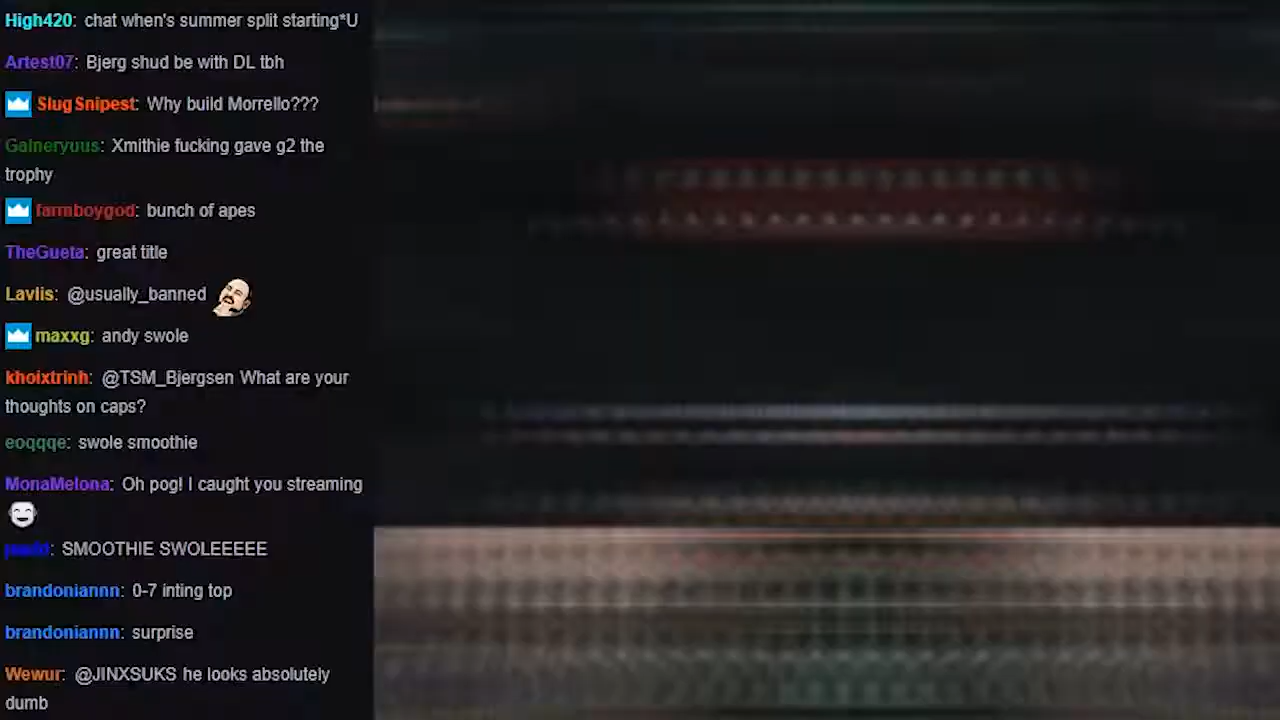 High420: chat when's summer split starting*U
Artest07: Bjerg shud be with DL tbh
SlugSnipest: Why build Morrello???
Galneryuus: Xmithie fucking gave g2 the
trophy
farmboygod: bunch of apes
TheGueta: great title
Lavlis: @usually_banned
maxxg: andy swole
khoixtrinh: @TSM_Bjergsen What are your
thoughts on caps?
eoqqqe: swole smoothie
MonaMelona: Oh pog! I caught you streaming
: SMOOTHIE SWOLEEEEE
brandoniannn: 0-7 inting top
brandoniannn: surprise
Wewur: @JINXSUKS he looks absolutely
dumb